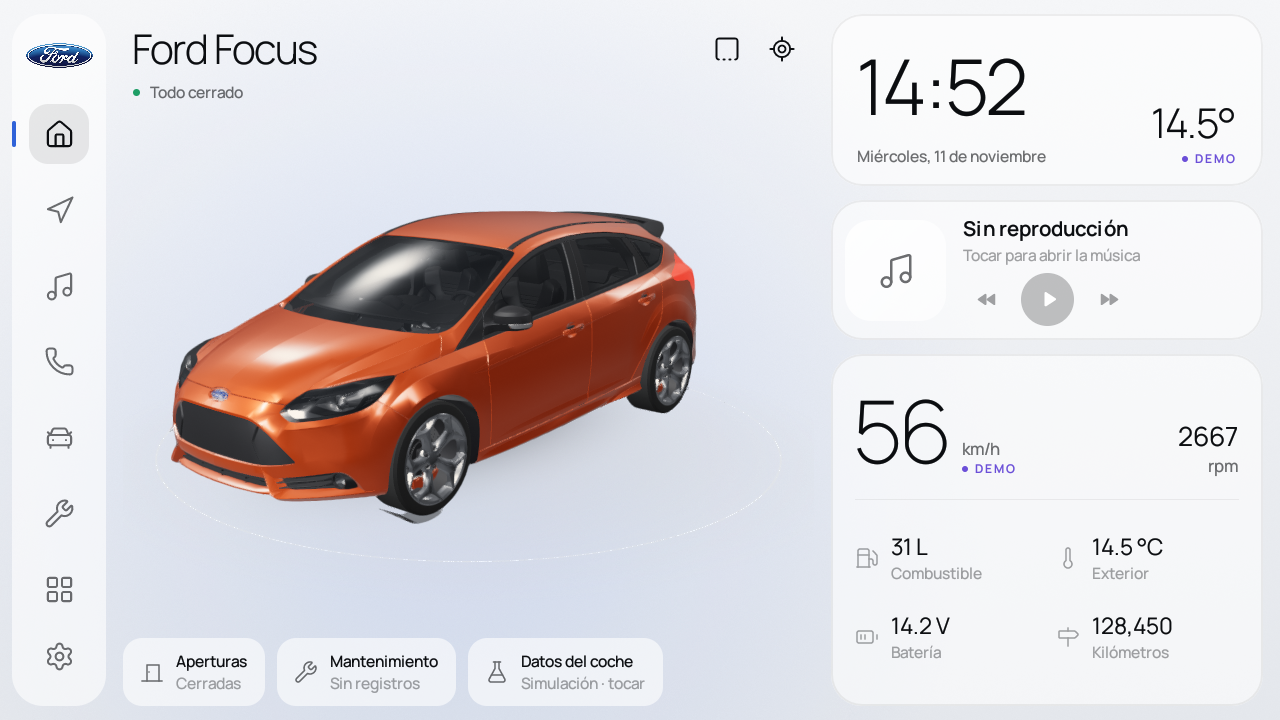 Ford
Ford Focus
Todo cerrado
14:52
14.5°
Miércoles, 11 de noviembre
DEMO
Sin reproducción
Tocar para abrir la música
56
km/h
DEMO
2667
rpm
31 L
Combustible
14.5 °C
Exterior
14.2 V
Batería
128,450
Kilómetros
Aperturas
Cerradas
Mantenimiento
Sin registros
Datos del coche
Simulación · tocar